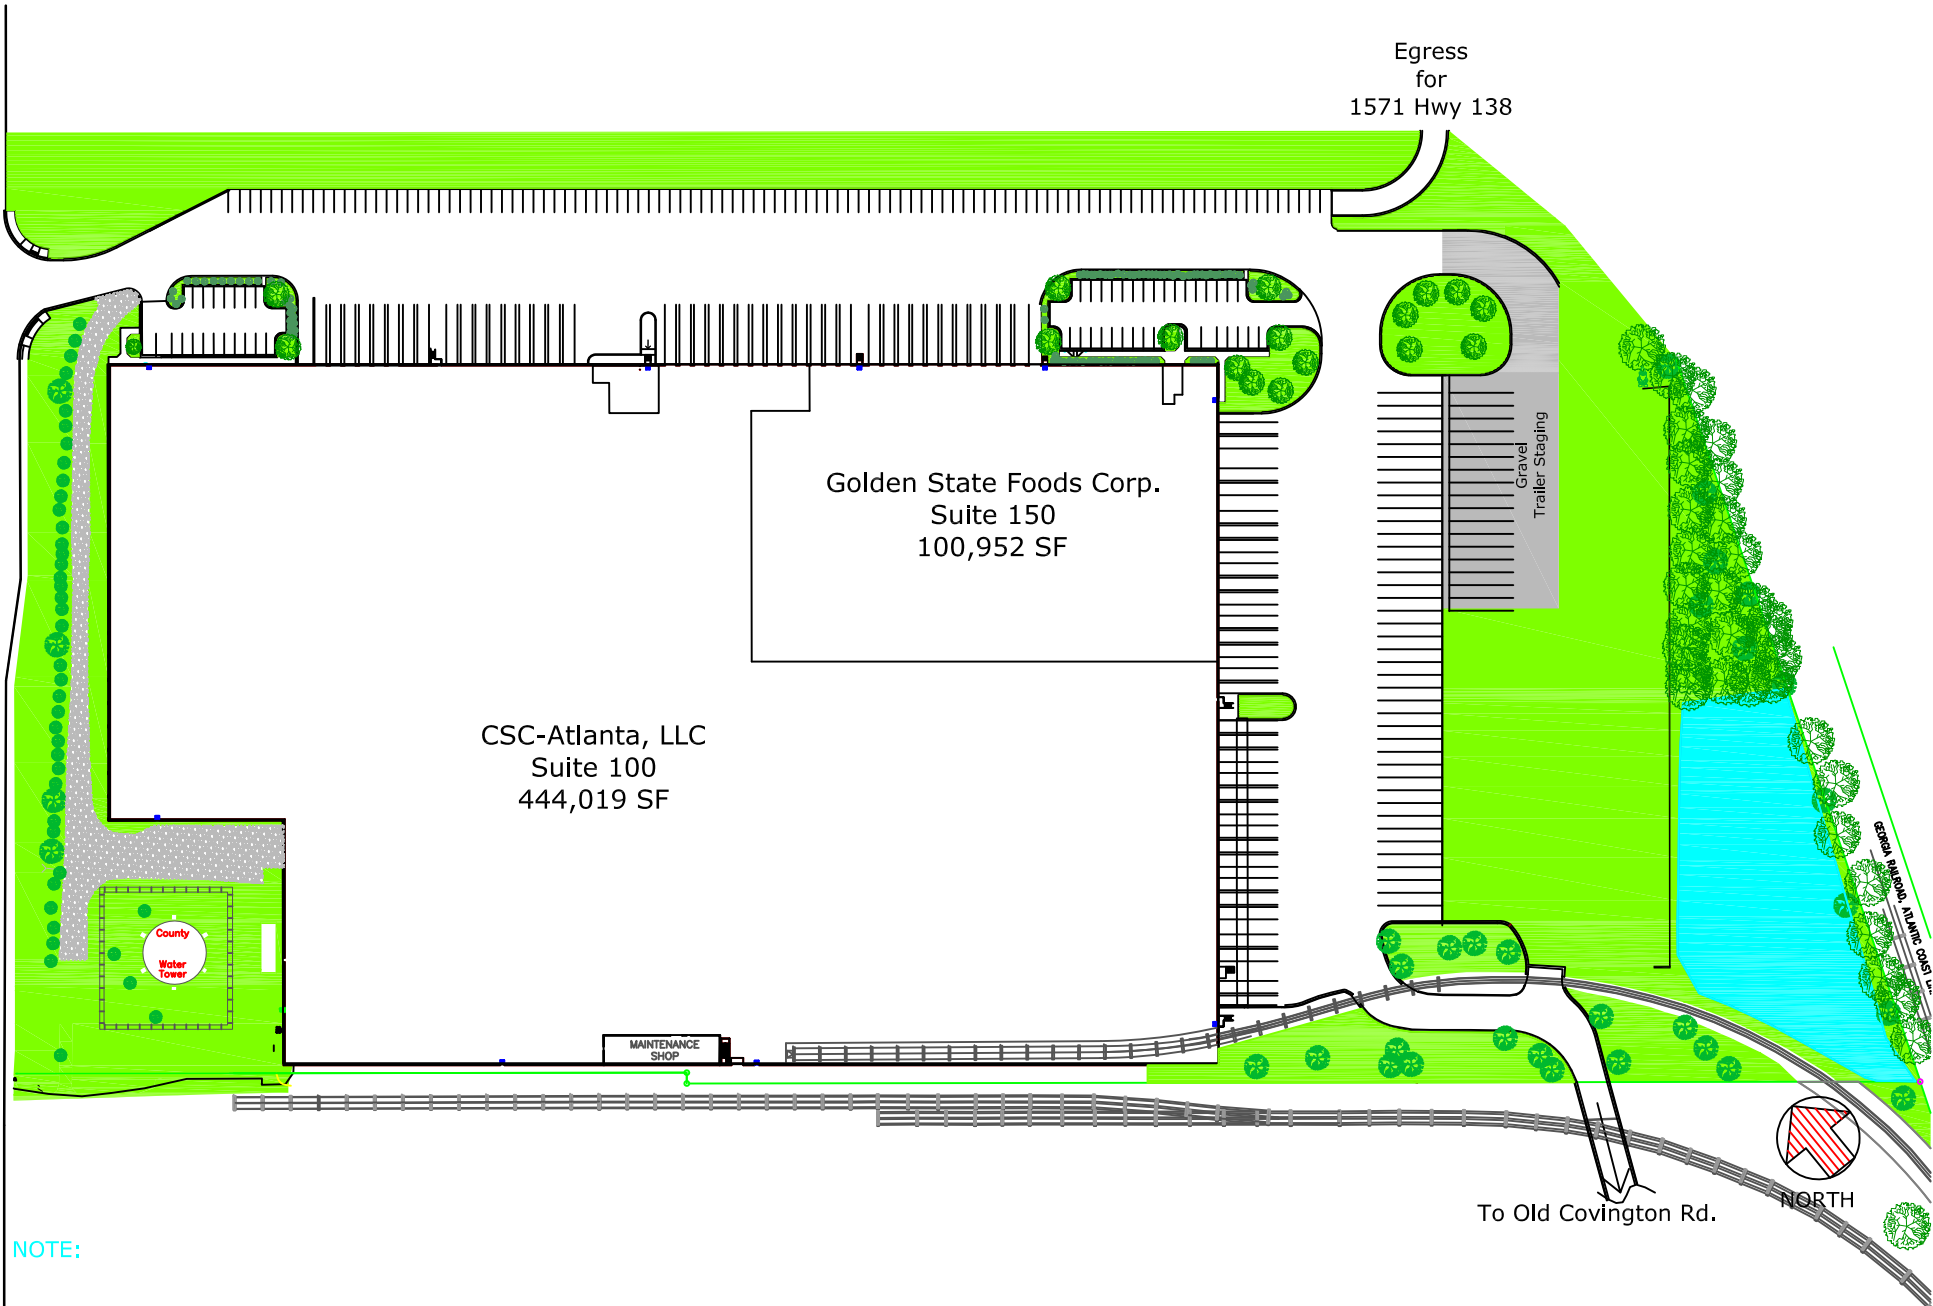 Egress
for
1571 Hwy 138
Gravel
Trailer Staging
Golden State Foods Corp.
Suite 150
100,952 SF
CSC-Atlanta, LLC
Suite 100
444,019 SF
GEORGIA RAILROAD, ATLANTIC COAST
County
Water
Tower
MAINTENANCE
SHOP
NORTH
To Old Covington Rd.
NOTE: